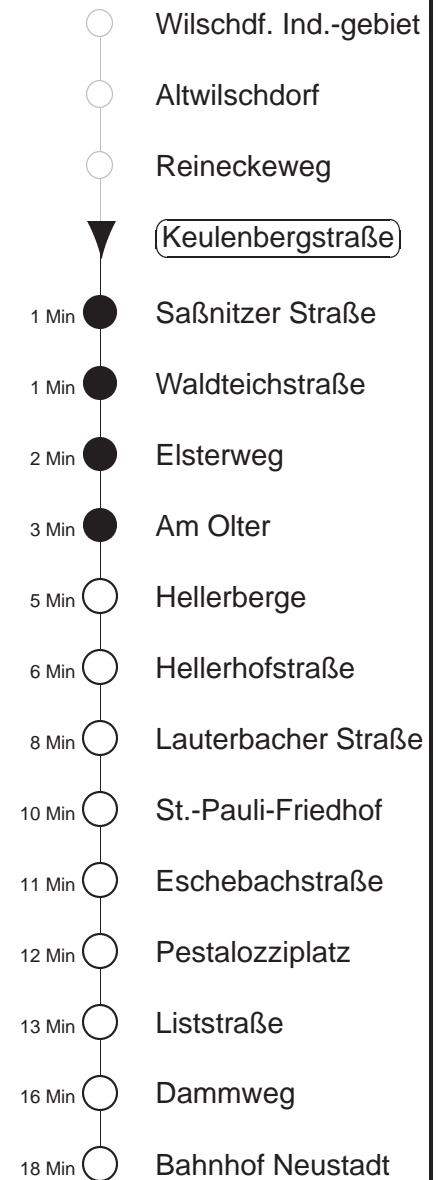 Wilschdf. Ind.-gebiet
Altwilschdorf
Reineckeweg
Keulenbergstraße
1 Min Saßnitzer Straße
1 Min Waldteichstraße
2 Min Elsterweg
3 Min Am Olter
5 Min Hellerberge
6 Min Hellerhofstraße
8 Min Lauterbacher Straße
10 Min St.-Pauli-Friedhof
11 Min Eschebachstraße
12 Min Pestalozziplatz
13 Min Liststraße
16 Min Dammweg
18 Min Bahnhof Neustadt